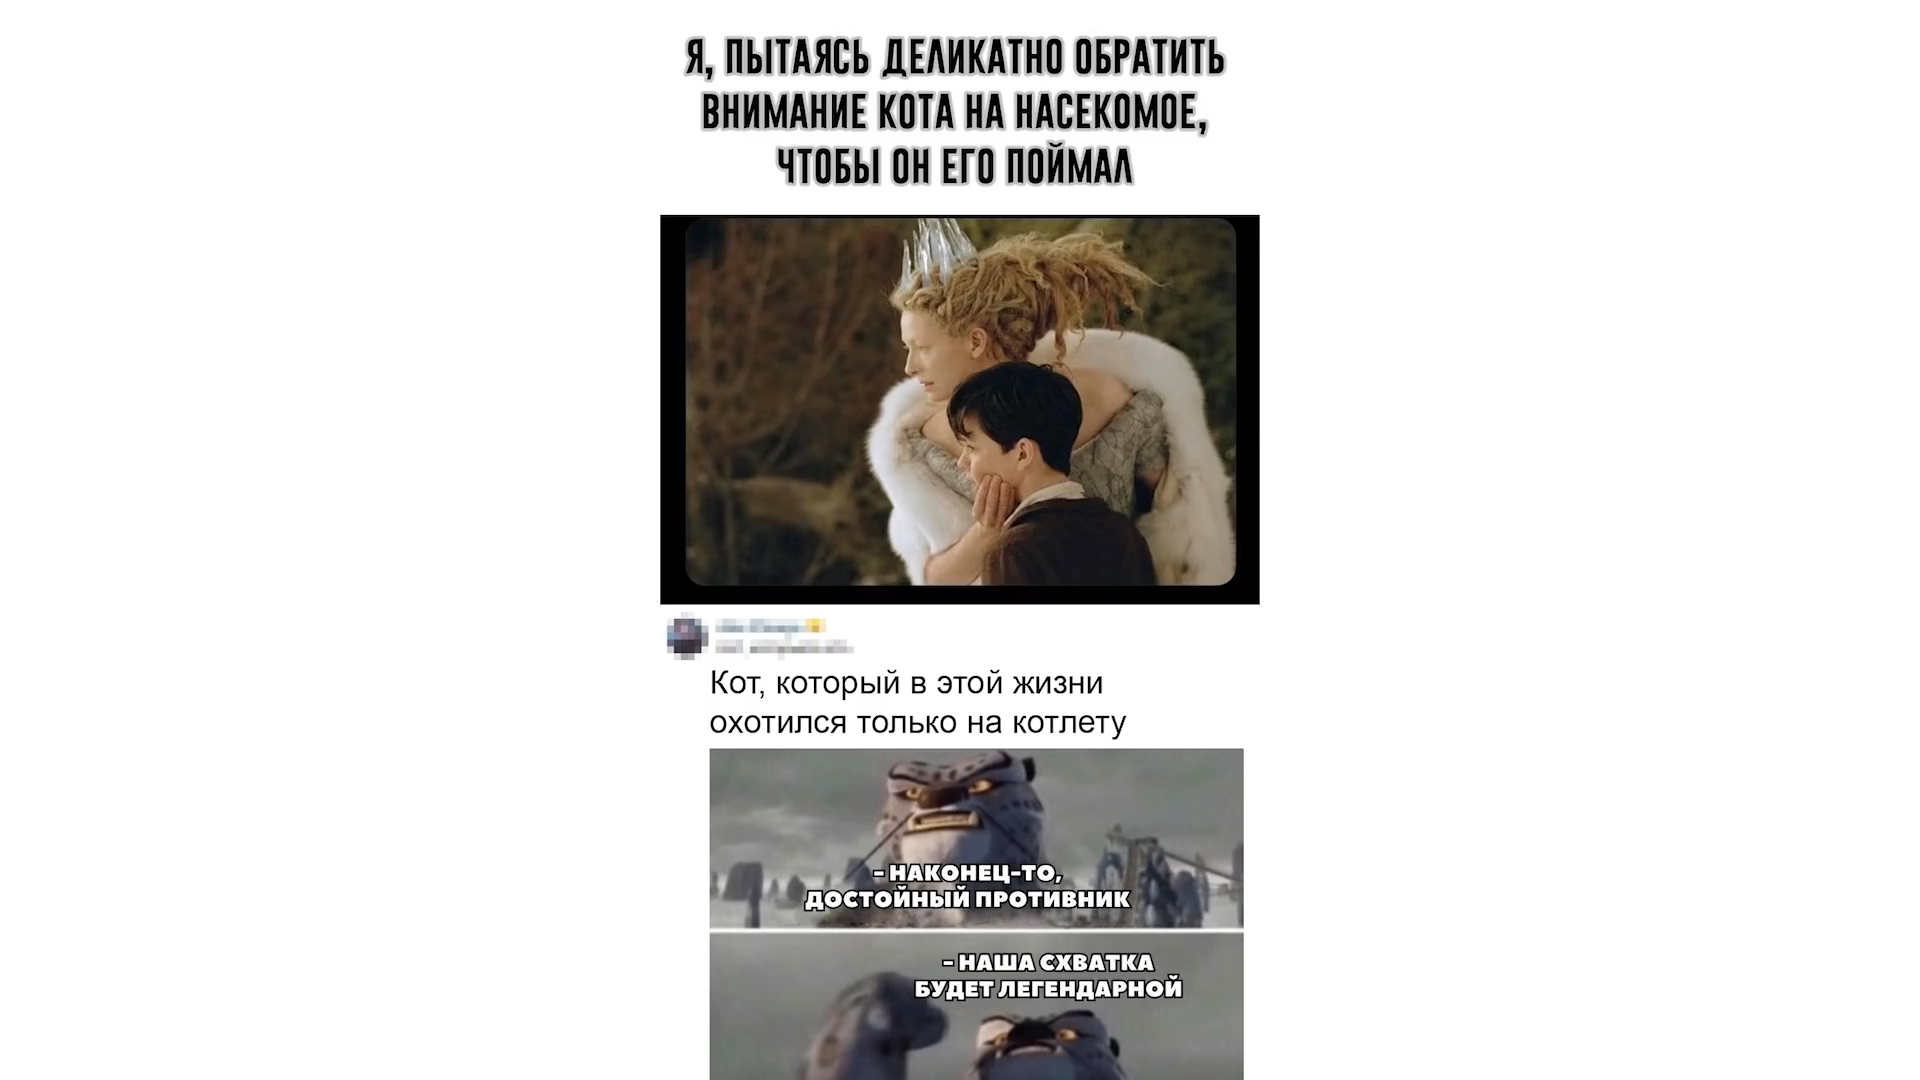 Я, ПЫТАЯСЬ ДЕЛИКАТНО ОБРАТИТЬ
ВНИМАНИЕ КОТА НА НАСЕКОМОЕ,
ЧТОБЫ ОН ЕГО ПОЙМАЛ
Кот, который в этой жизни
охотился только на котлету
- НАКОНЕЦ-ТО,
ДОСТОЙНЫЙ ПРОТИВНИК
- НАША СХВАТКА
БУДЕТ ЛЕГЕНДАРНОЙ